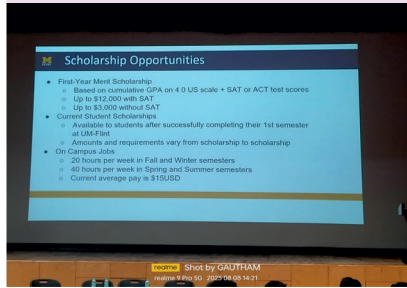 Scholarship Opportunities
● First-Year Merit Scholarship
○ Based on cumulative GPA on 4.0 US scale + SAT or ACT test scores
○ Up to $12,000 with SAT
○ Up to $3,000 without SAT
● Current Student Scholarships
○ Available to students after successfully completing their 1st semester
at UM-Flint
○ Amounts and requirements vary from scholarship to scholarship
● On Campus Jobs
○ 20 hours per week in Fall and Winter semesters
○ 40 hours per week in Spring and Summer semesters
○ Current average pay is $15USD
realme Shot by GAUTHAM
realme 9 Pro 5G 2023.08.08 14:21